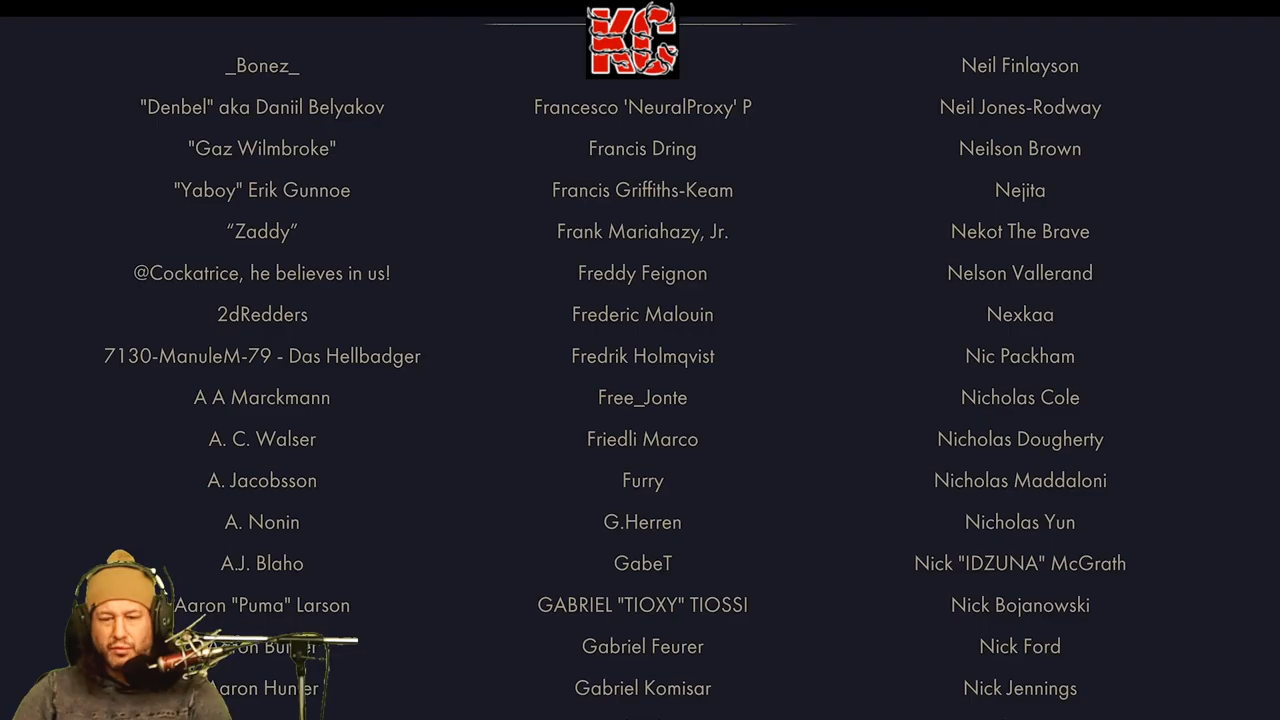 KC
_Bonez_
"Denbel" aka Daniil Belyakov
"Gaz Wilmbroke"
"Yaboy" Erik Gunnoe
“Zaddy”
@Cockatrice, he believes in us!
2dRedders
7130-ManuleM-79 - Das Hellbadger
A A Marckmann
A. C. Walser
A. Jacobsson
A. Nonin
A.J. Blaho
Aaron "Puma" Larson
Aaron
Aaron Hunter
Francesco 'NeuralProxy' P
Francis Dring
Francis Griffiths-Keam
Frank Mariahazy, Jr.
Freddy Feignon
Frederic Malouin
Fredrik Holmqvist
Free_Jonte
Friedli Marco
Furry
G.Herren
GabeT
GABRIEL "TIOXY" TIOSSI
Gabriel Feurer
Gabriel Komisar
Neil Finlayson
Neil Jones-Rodway
Neilson Brown
Nejita
Nekot The Brave
Nelson Vallerand
Nexkaa
Nic Packham
Nicholas Cole
Nicholas Dougherty
Nicholas Maddaloni
Nicholas Yun
Nick "IDZUNA" McGrath
Nick Bojanowski
Nick Ford
Nick Jennings